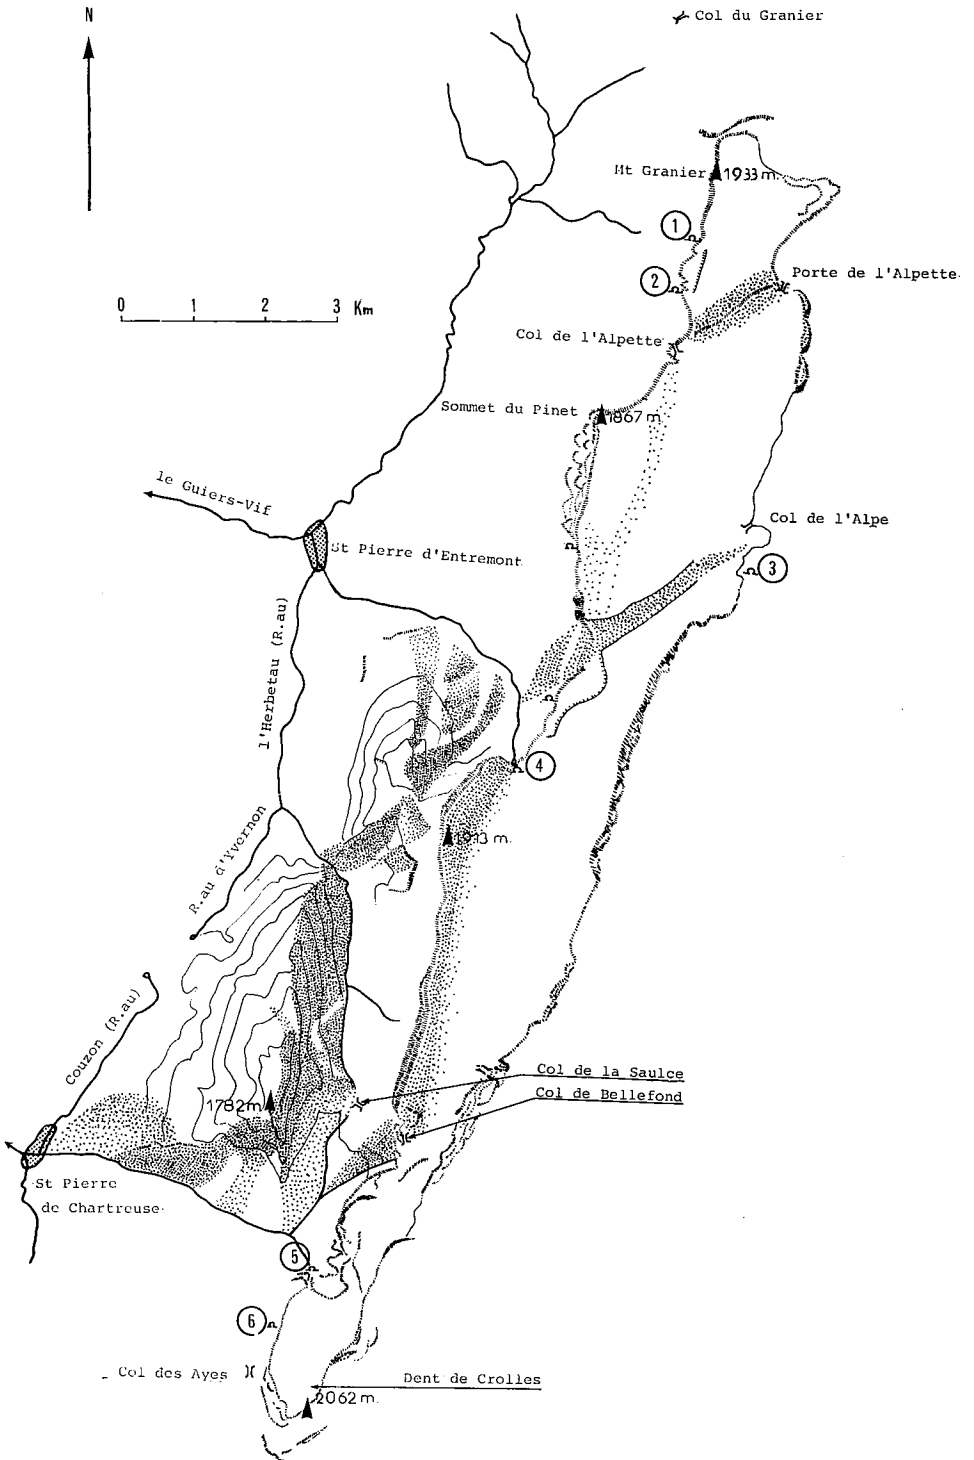 N
Col du Granier
Mt Granier
1933 m.
1
2
Porte de l'Alpette
0 1 2 3 Km
Col de l'Alpette
Sommet du Pinet
1867 m
le Guiers-Vif
Col de l'Alpe
St Pierre d'Entremont
3
l'Herbetau (R.au)
4
R.au d'Yvernon
1913 m.
Couzon (R.au)
Col de la Saulce
Col de Bellefond
1782 m
St Pierre
de Chartreuse
5
6
Col des Ayes
Dent de Crolles
2062 m.